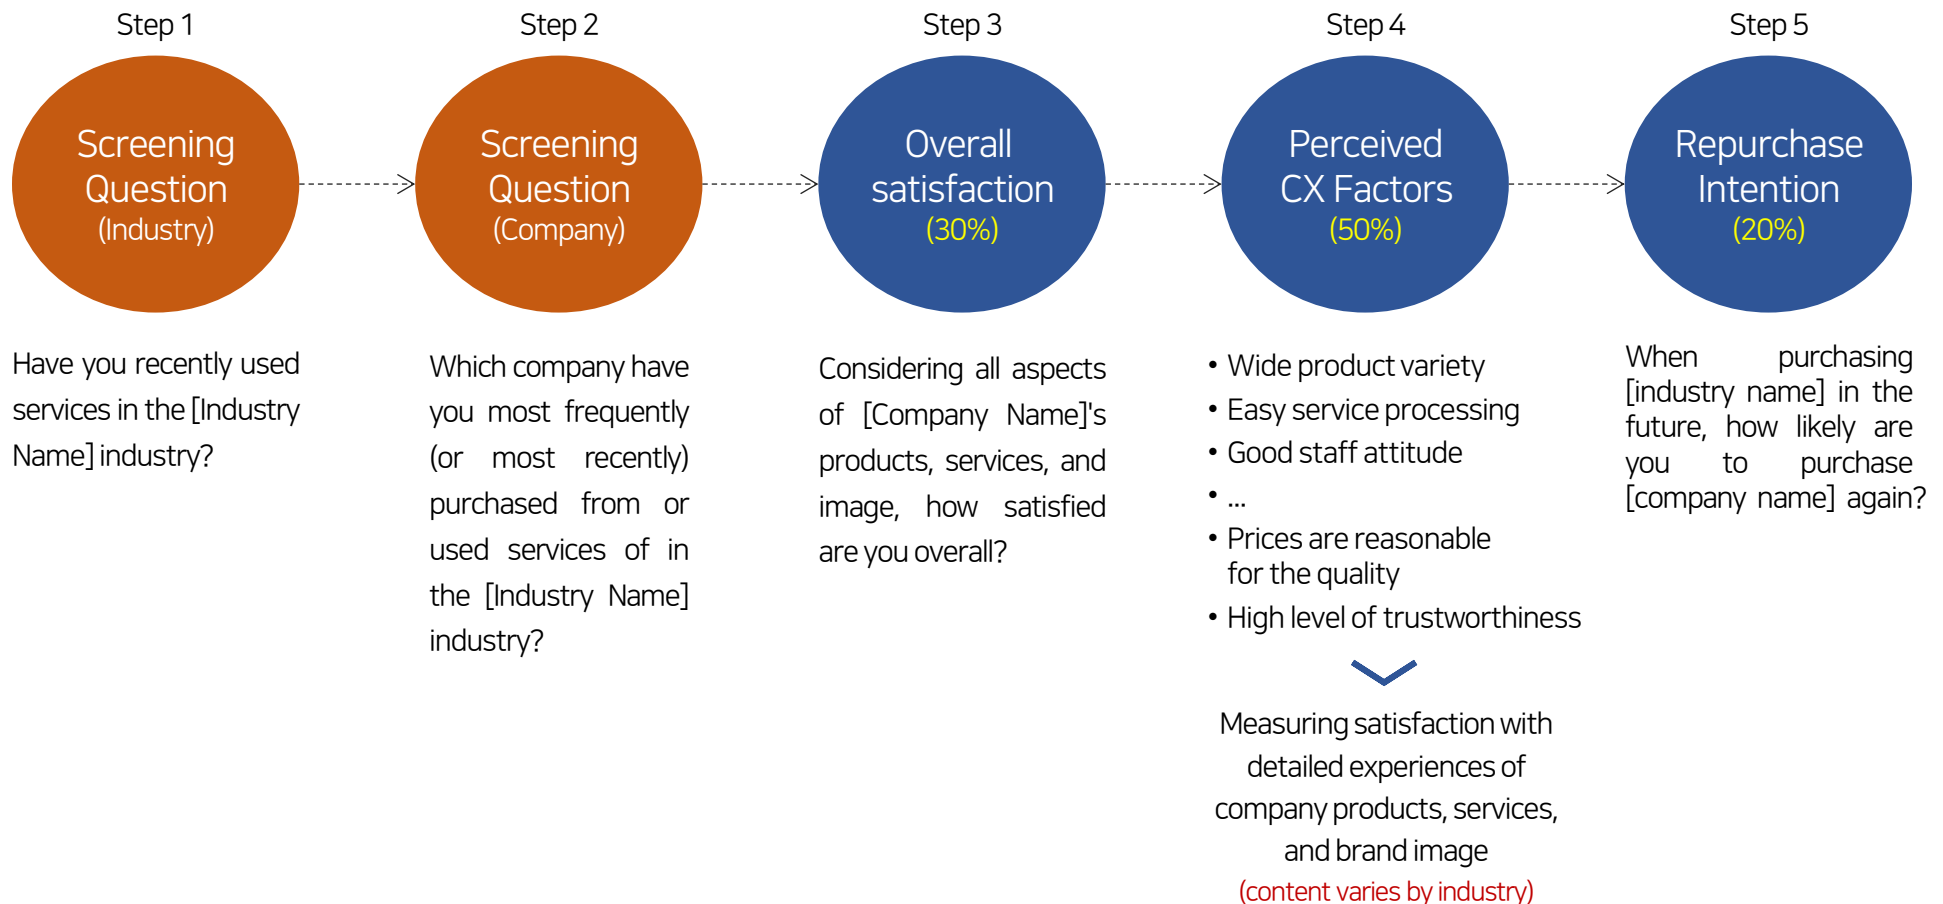 Step 1
Screening
Question
(Industry)
Have you recently used
services in the [Industry
Name] industry?
Step 2
Screening
Question
(Company)
Which company have
you most frequently
(or most recently)
purchased from or
used services of in
the [Industry Name]
industry?
Step 3
Overall
satisfaction
(30%)
Considering all aspects
of [Company Name]'s
products, services, and
image, how satisfied
are you overall?
Step 4
Perceived
CX Factors
(50%)
• Wide product variety
• Easy service processing
• Good staff attitude
• ...
• Prices are reasonable
for the quality
• High level of trustworthiness
Measuring satisfaction with
detailed experiences of
company products, services,
and brand image
(content varies by industry)
Step 5
Repurchase
Intention
(20%)
When purchasing
[industry name] in the
future, how likely are
you to purchase
[company name] again?